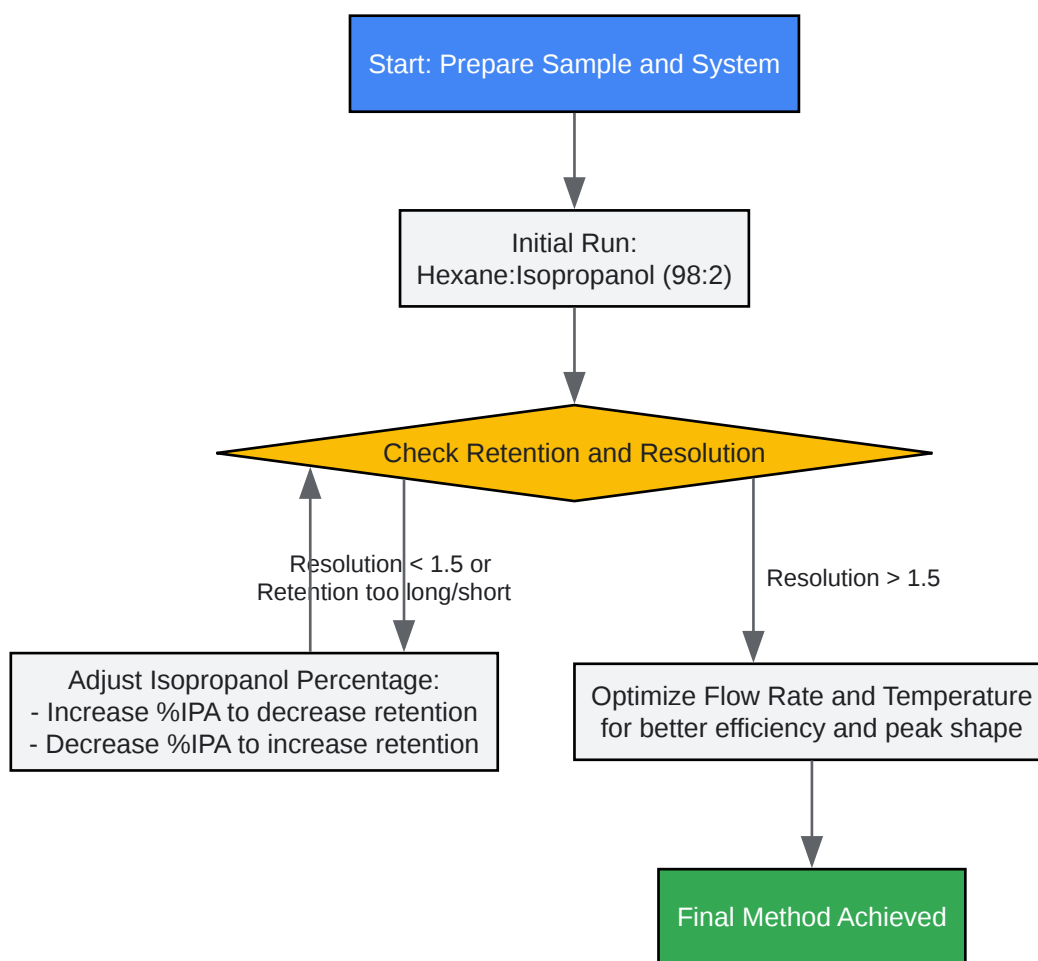 Start: Prepare Sample and System
Initial Run:
Hexane:Isopropanol (98:2)
Check Retention and Resolution
Resolution < 1.5 or
Retention too long/short
Resolution > 1.5
Adjust Isopropanol Percentage:
- Increase %IPA to decrease retention
- Decrease %IPA to increase retention
Optimize Flow Rate and Temperature
for better efficiency and peak shape
Final Method Achieved